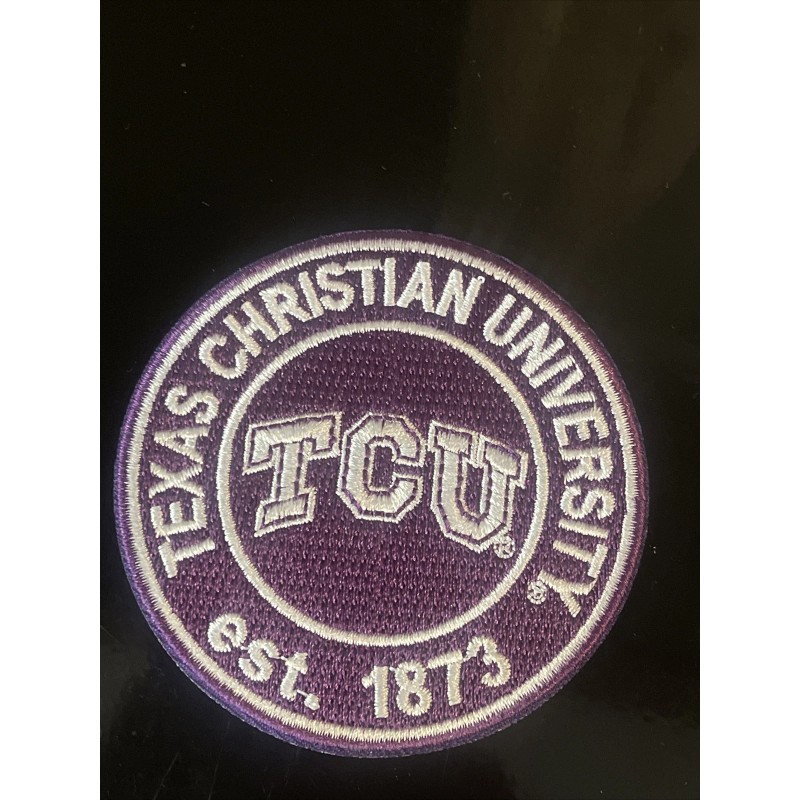 TEXAS CHRISTIAN UNIVERSITY®
TCU®
est. 1873